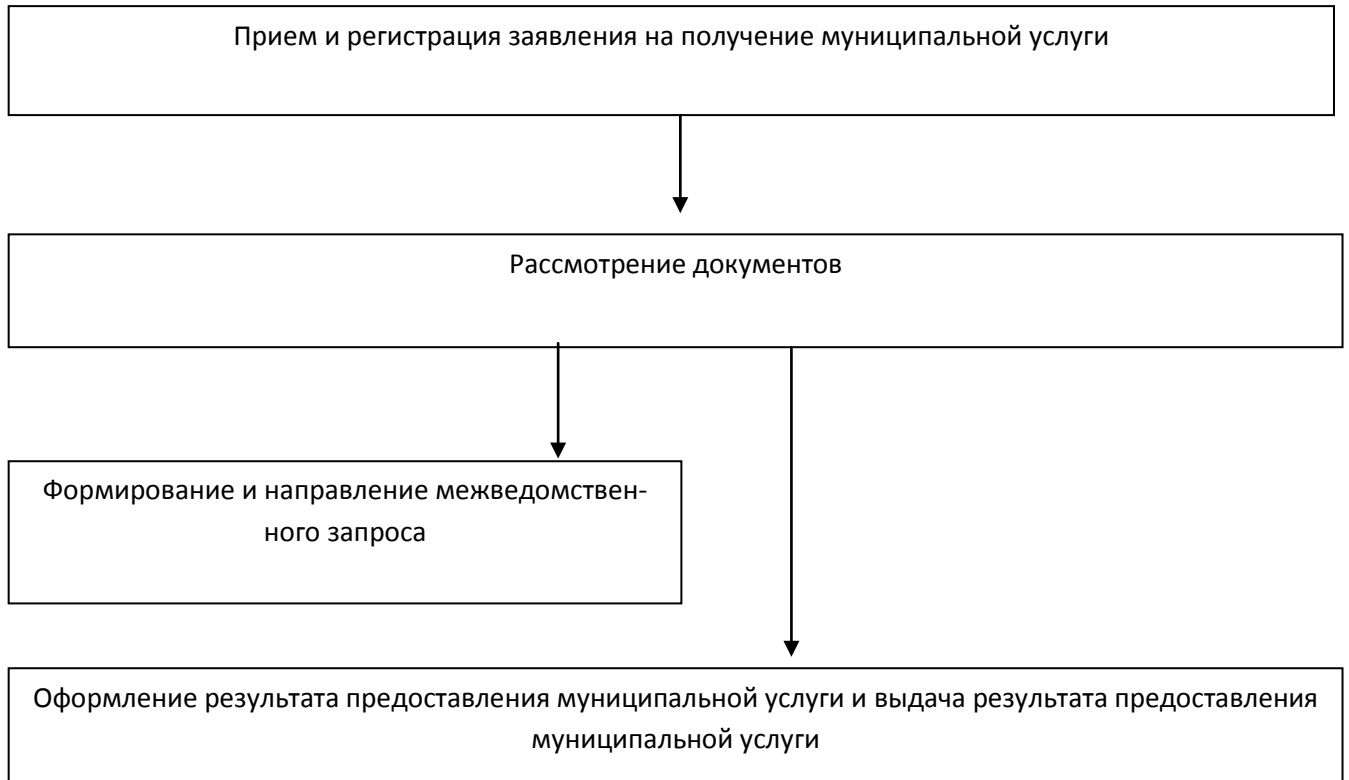 Прием и регистрация заявления на получение муниципальной услуги
Рассмотрение документов
Формирование и направление межведомствен-
ного запроса
Оформление результата предоставления муниципальной услуги и выдача результата предоставления
муниципальной услуги